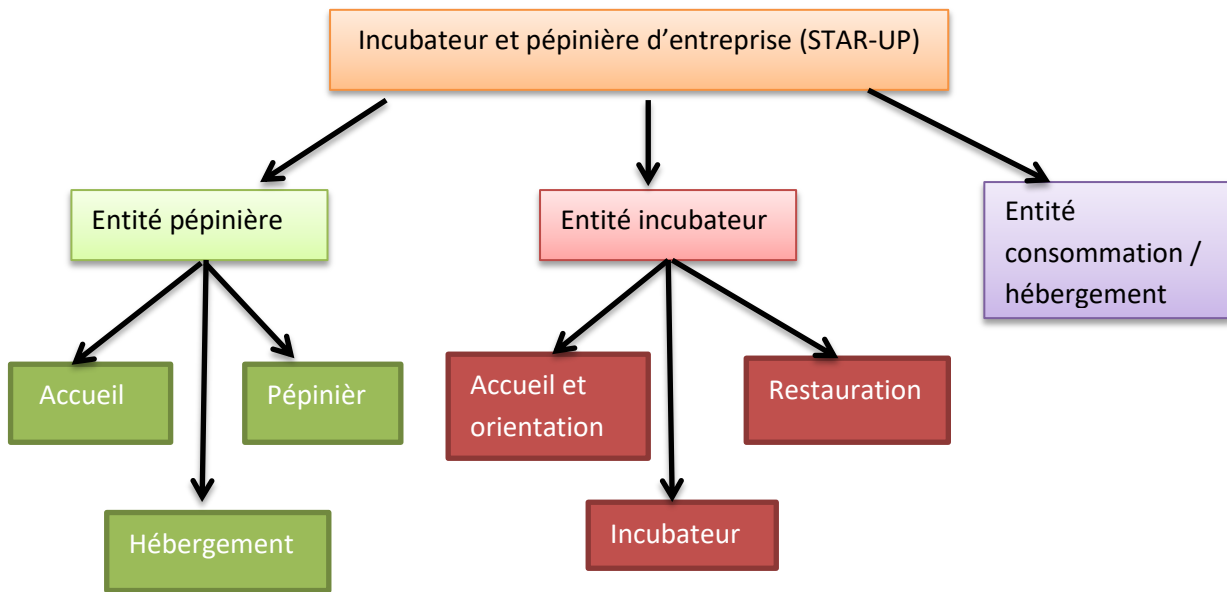 Incubateur et pépinière d’entreprise (STAR-UP)
Entité pépinière
Entité incubateur
Entité
consommation /
hébergement
Accueil
Pépinièr
Accueil et
orientation
Restauration
Hébergement
Incubateur